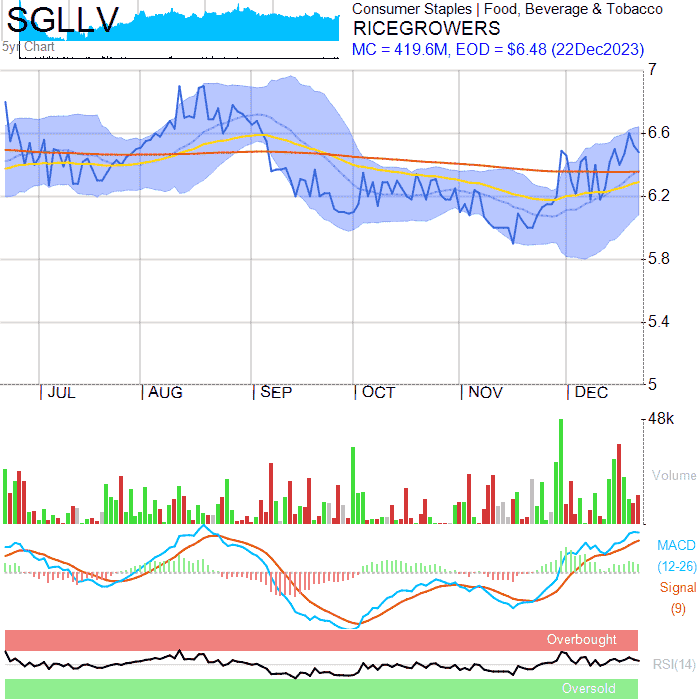 SGLLV
5yr Chart
Consumer Staples | Food, Beverage & Tobacco
RICEGROWERS
MC = 419.6M, EOD = $6.48 (22Dec2023)
7
6.6
6.2
5.8
5.4
5
| JUL | AUG | SEP | OCT | NOV | DEC
48k
Volume
MACD
(12-26)
Signal
(9)
Overbought
RSI(14)
Oversold